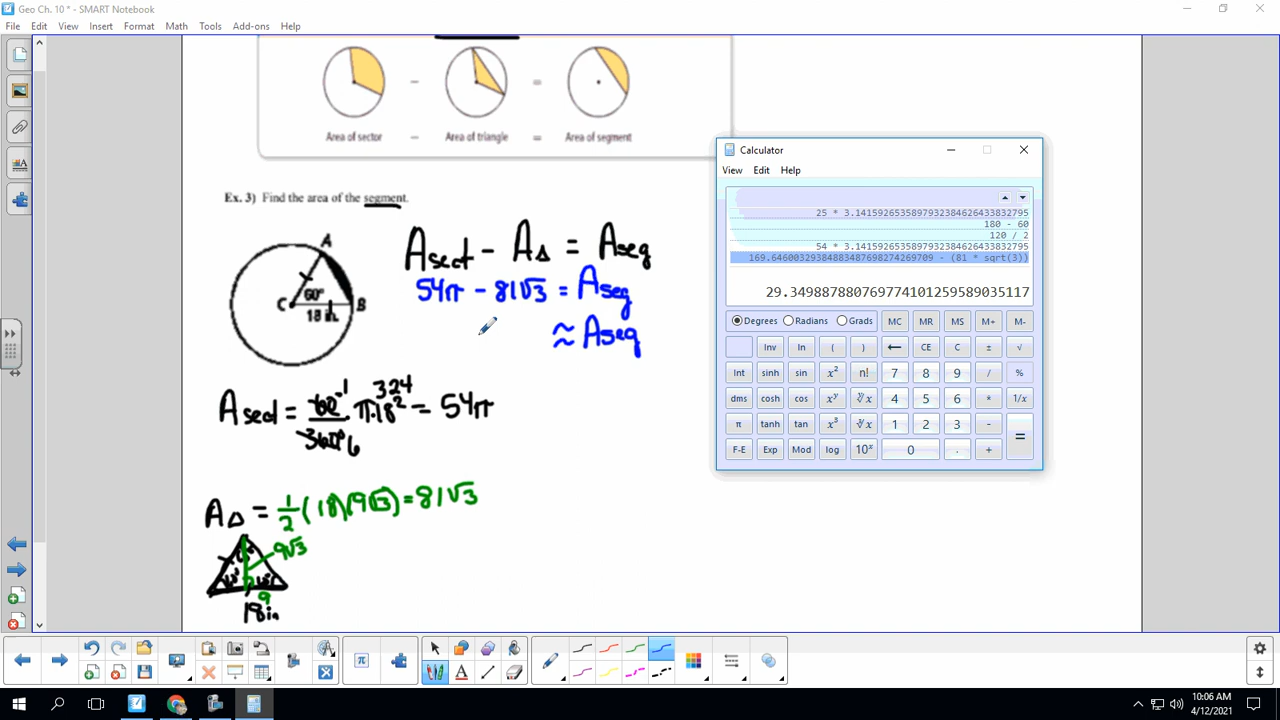 Geo Ch. 10 * - SMART Notebook
File Edit View Insert Format Math Tools Add-ons Help
Area of sector - Area of triangle = Area of segment
Ex. 3) Find the area of the segment.
A
C 60° B
18 in.
Asect - AΔ = Aseg
54π - 81√3 = Aseg
≈ Aseg
Asect = 60°/360° 1 6 · π·18² 324 = 54π
AΔ = 1/2 (18)(9√3) = 81√3
9√3
9
18in
Calculator
View Edit Help
25 * 3.1415926535897932384626433832795
180 - 60
120 / 2
54 * 3.1415926535897932384626433832795
169.64600329384883487698274269709 - (81 * sqrt(3))
29.349887880769774101259589035117
Degrees Radians Grads MC MR MS M+ M-
Inv ln ( ) ← CE C ± √
Int sinh sin x² n! 7 8 9 / %
dms cosh cos xʸ ʸ√x 4 5 6 * 1/x
π tanh tan x³ ³√x 1 2 3 - =
F-E Exp Mod log 10ˣ 0 . +
10:06 AM
4/12/2021